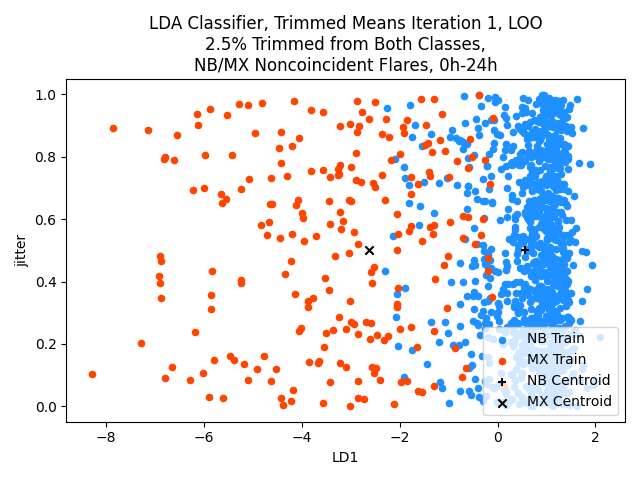 LDA Classifier, Trimmed Means Iteration 1, LOO
2.5% Trimmed from Both Classes,
NB/MX Noncoincident Flares, 0h-24h
1.0
0.8
0.6
0.4
0.2
0.0
jitter
NB Train
MX Train
NB Centroid
MX Centroid
−8
−6
−4
−2
0
2
LD1